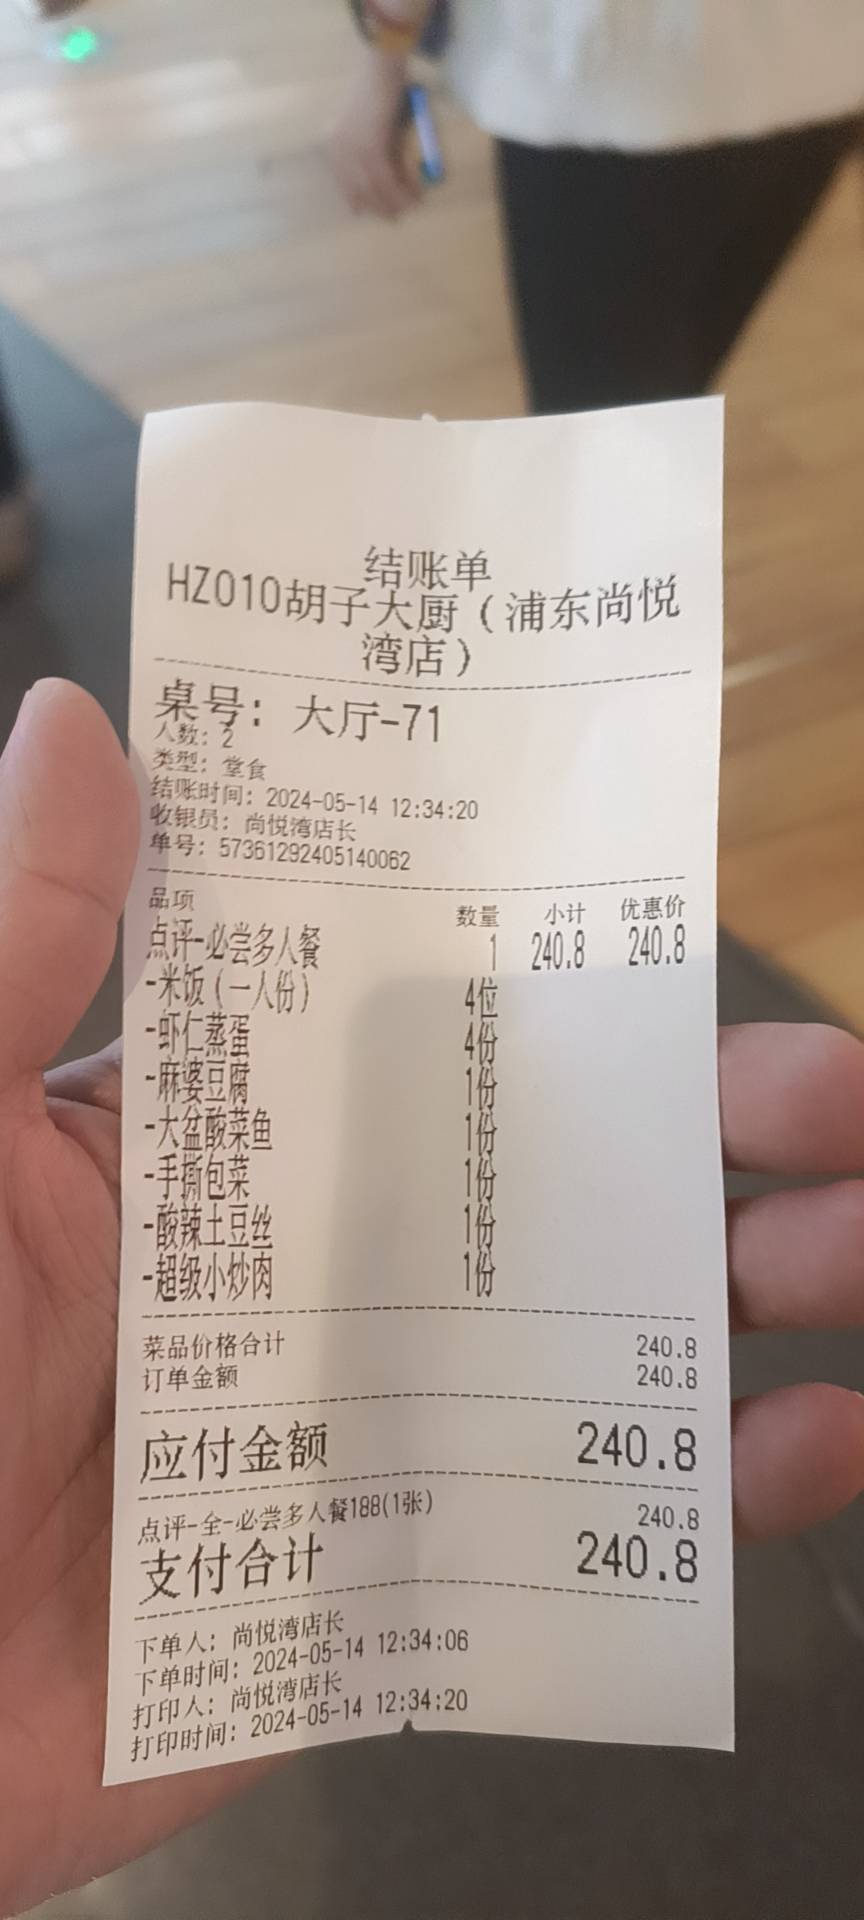 结账单
HZ010胡子大厨（浦东尚悦
湾店）
桌号：大厅-71
人数：2
类型：堂食
结账时间：2024-05-14 12:34:20
收银员：尚悦湾店长
单号：573612924051400​62
品项 数量 小计 优惠价
点评-必尝多人餐 1 240.8 240.8
-米饭（一人份） 4位
-虾仁蒸蛋 4份
-麻婆豆腐 1份
-大盆酸菜鱼 1份
-手撕包菜 1份
-酸辣土豆丝 1份
-超级小炒肉 1份
菜品价格合计 240.8
订单金额 240.8
应付金额 240.8
点评-全-必尝多人餐188(1张) 240.8
支付合计 240.8
下单人：尚悦湾店长
下单时间：2024-05-14 12:34:06
打印人：尚悦湾店长
打印时间：2024-05-14 12:34:20